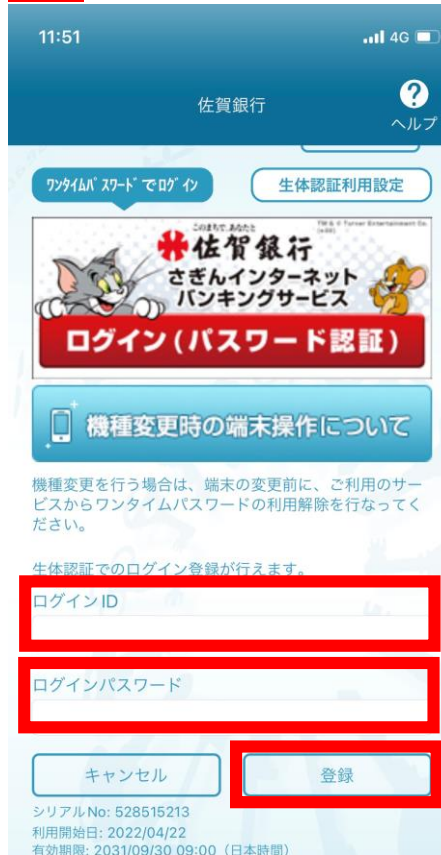 11:51
4G
佐賀銀行
?
ヘルプ
ﾜﾝﾀｲﾑﾊﾟｽﾜｰﾄﾞでﾛｸﾞｲﾝ
生体認証利用設定
このまちで、あなたと
佐賀銀行
さぎんインターネット
バンキングサービス
ログイン(パスワード認証)
機種変更時の端末操作について
機種変更を行う場合は、端末の変更前に、ご利用のサー
ビスからワンタイムパスワードの利用解除を行なってく
ださい。
生体認証でのログイン登録が行えます。
ログインID
ログインパスワード
キャンセル
登録
シリアルNo: 528515213
利用開始日: 2022/04/22
有効期限: 2031/09/30 09:00（日本時間）